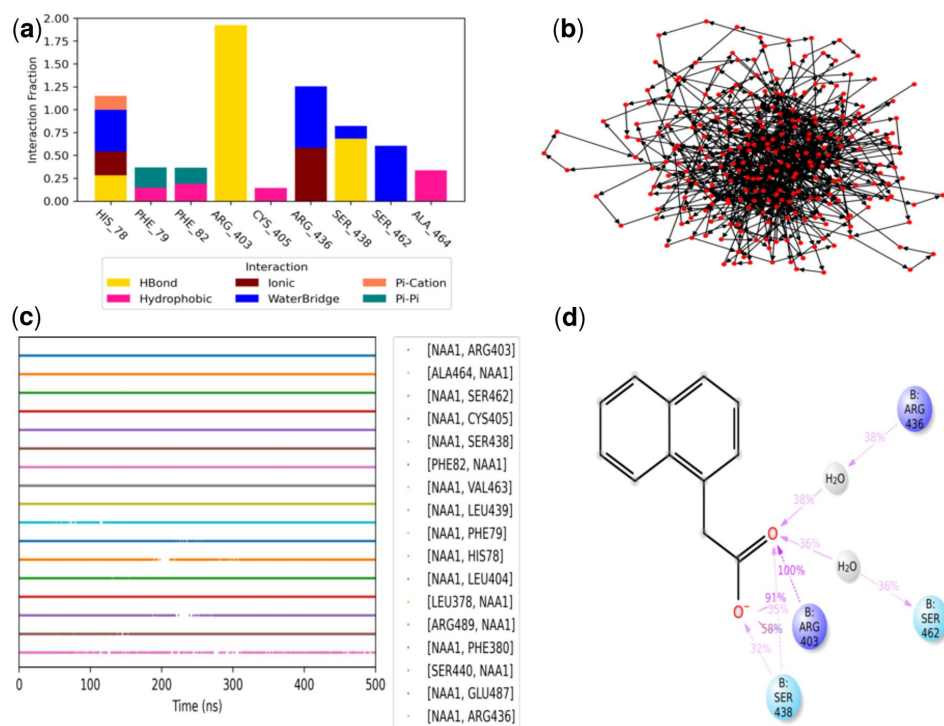 (a)
2.00
1.75
1.50
1.25
1.00
0.75
0.50
0.25
0.00
Interaction Fraction
HIS_78
PHE_79
PHE_82
ARG_403
CYS_405
ARG_436
SER_438
SER_462
ALA_464
Interaction
HBond
Ionic
Pi-Cation
Hydrophobic
WaterBridge
Pi-Pi
(b)
(c)
[NAA1, ARG403]
[ALA464, NAA1]
[NAA1, SER462]
[NAA1, CYS405]
[NAA1, SER438]
[PHE82, NAA1]
[NAA1, VAL463]
[NAA1, LEU439]
[NAA1, PHE79]
[NAA1, HIS78]
[NAA1, LEU404]
[LEU378, NAA1]
[ARG489, NAA1]
[NAA1, PHE380]
[SER440, NAA1]
[NAA1, GLU487]
[NAA1, ARG436]
0
100
200
300
400
500
Time (ns)
(d)
B:
ARG
436
38%
H₂O
38%
O
36%
H₂O
36%
100%
B:
SER
462
91%
35%
O⁻
58%
B:
ARG
403
32%
B:
SER
438